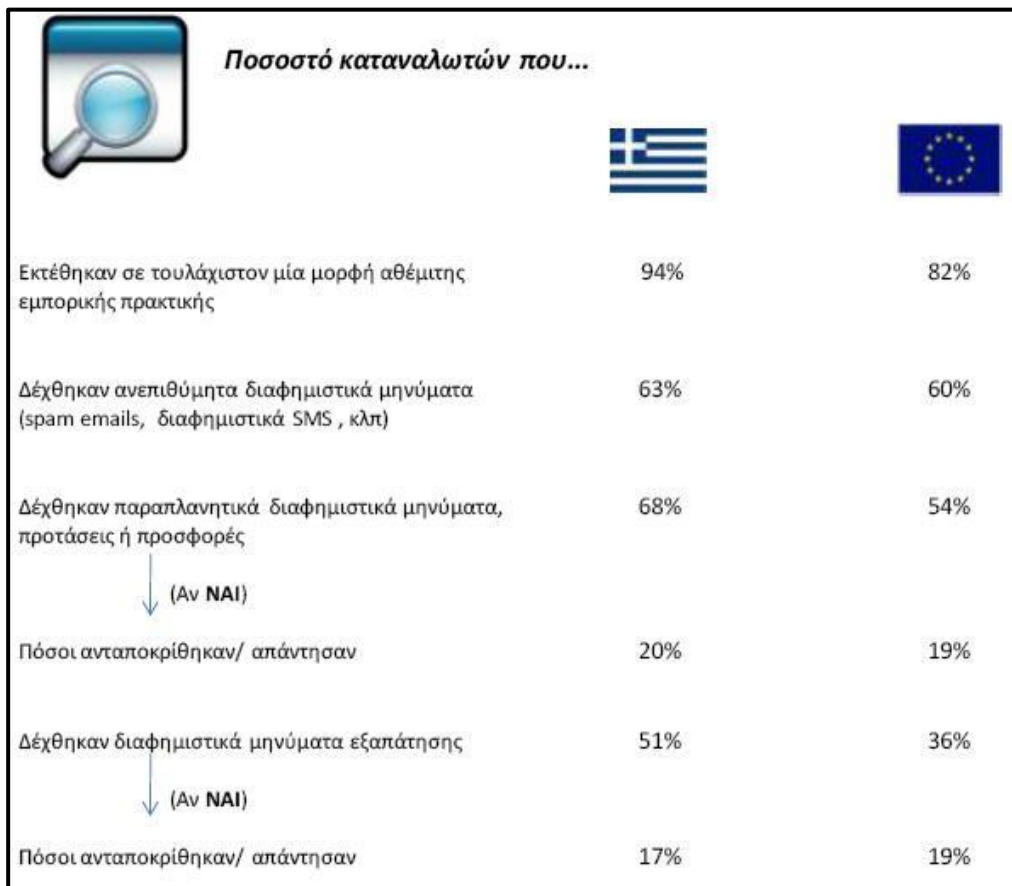 Ποσοστό καταναλωτών που...
Εκτέθηκαν σε τουλάχιστον μία μορφή αθέμιτης
εμπορικής πρακτικής
94%
82%
Δέχθηκαν ανεπιθύμητα διαφημιστικά μηνύματα
(spam emails, διαφημιστικά SMS , κλπ)
63%
60%
Δέχθηκαν παραπλανητικά διαφημιστικά μηνύματα,
προτάσεις ή προσφορές
68%
54%
(Αν ΝΑΙ)
Πόσοι ανταποκρίθηκαν/ απάντησαν
20%
19%
Δέχθηκαν διαφημιστικά μηνύματα εξαπάτησης
51%
36%
(Αν ΝΑΙ)
Πόσοι ανταποκρίθηκαν/ απάντησαν
17%
19%